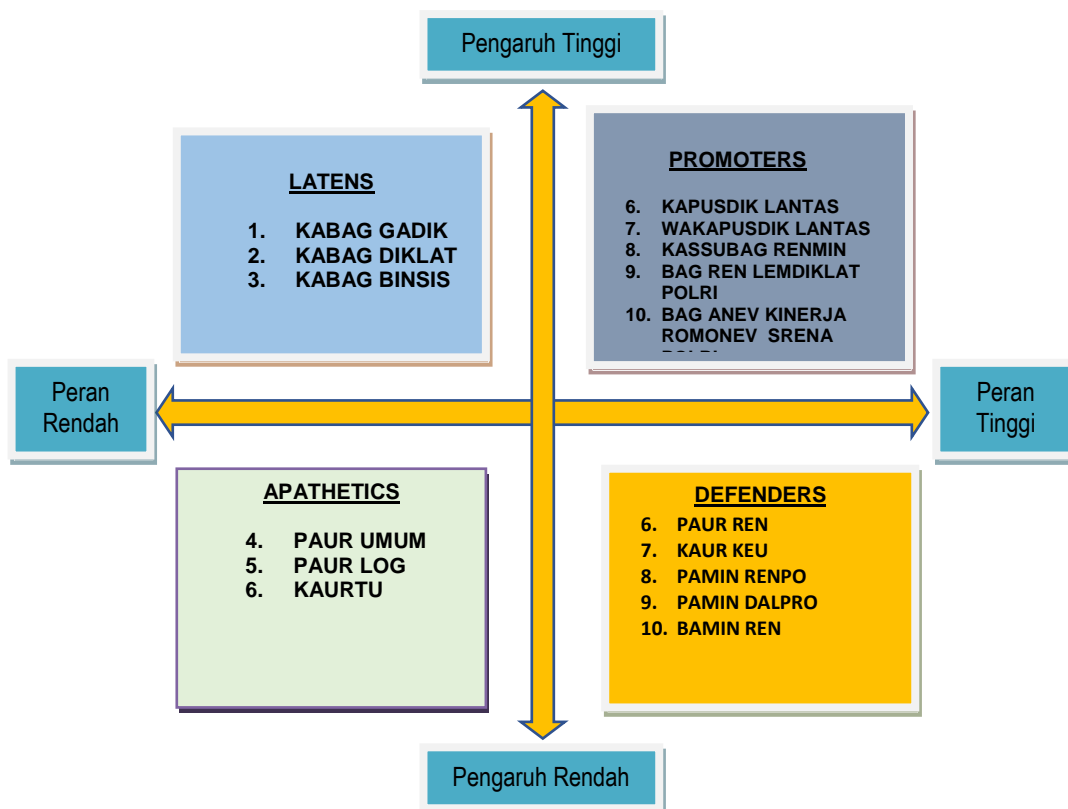 Pengaruh Tinggi
LATENS
1. KABAG GADIK
2. KABAG DIKLAT
3. KABAG BINSIS
PROMOTERS
6. KAPUSDIK LANTAS
7. WAKAPUSDIK LANTAS
8. KASSUBAG RENMIN
9. BAG REN LEMDIKLAT
POLRI
10. BAG ANEV KINERJA
ROMONEV SRENA
Peran
Rendah
Peran
Tinggi
APATHETICS
4. PAUR UMUM
5. PAUR LOG
6. KAURTU
DEFENDERS
6. PAUR REN
7. KAUR KEU
8. PAMIN RENPO
9. PAMIN DALPRO
10. BAMIN REN
Pengaruh Rendah